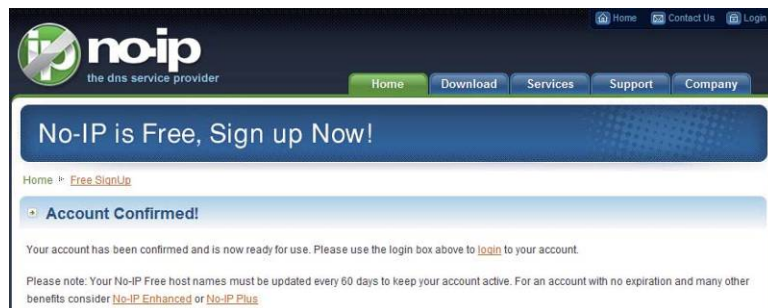 Home Contact Us Login
no-ip
the dns service provider
Home Download Services Support Company
No-IP is Free, Sign up Now!
Home Free SignUp
Account Confirmed!
Your account has been confirmed and is now ready for use. Please use the login box above to login to your account.
Please note: Your No-IP Free host names must be updated every 60 days to keep your account active. For an account with no expiration and many other
benefits consider No-IP Enhanced or No-IP Plus